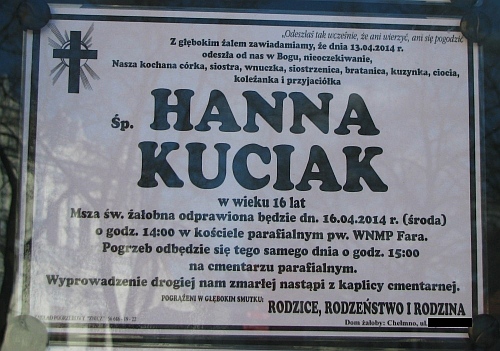 „Odeszłaś tak wcześnie, że ani wierzyć, ani się pogodzić
Z głębokim żalem zawiadamiamy, że dnia 13.04.2014 r.
odeszła od nas w Bogu, nieoczekiwanie,
Nasza kochana córka, siostra, wnuczka, siostrzenica, bratanica, kuzynka, ciocia,
koleżanka i przyjaciółka
Śp. HANNA
KUCIAK
w wieku 16 lat
Msza św. żałobna odprawiona będzie dn. 16.04.2014 r. (środa)
o godz. 14:00 w kościele parafialnym pw. WNMP Fara.
Pogrzeb odbędzie się tego samego dnia o godz. 15:00
na cmentarzu parafialnym.
Wyprowadzenie drogiej nam zmarłej nastąpi z kaplicy cmentarnej.
POGRĄŻENI W GŁĘBOKIM SMUTKU:
RODZICE, RODZEŃSTWO I RODZINA
Dom żałoby: Chełmno, ul.